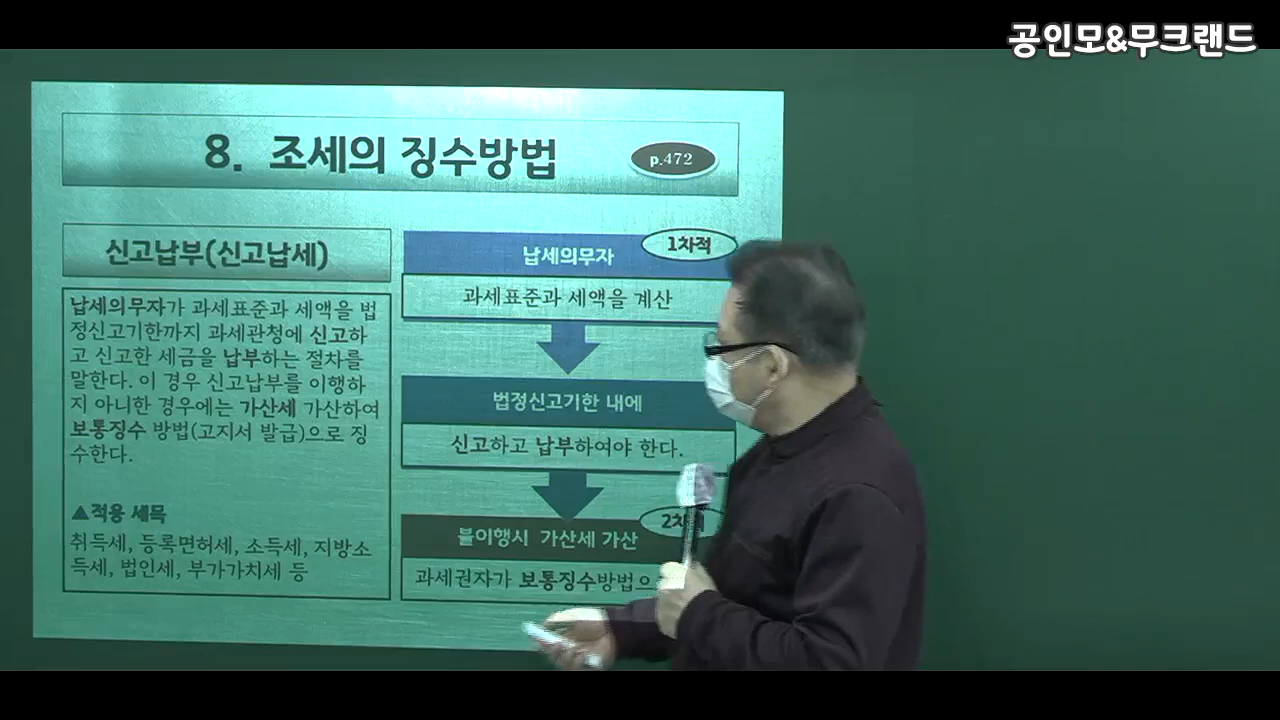 공인모&무크랜드
8. 조세의 징수방법
p.472
신고납부(신고납세)
납세의무자가 과세표준과 세액을 법
정신고기한까지 과세관청에 신고하
고 신고한 세금을 납부하는 절차를
말한다. 이 경우 신고납부를 이행하
지 아니한 경우에는 가산세 가산하여
보통징수 방법(고지서 발급)으로 징
수한다.
▲적용 세목
취득세, 등록면허세, 소득세, 지방소
득세, 법인세, 부가가치세 등
납세의무자
1차적
과세표준과 세액을 계산
법정신고기한 내에
신고하고 납부하여야 한다.
불이행시 가산세 가산
과세권자가 보통징수방법으